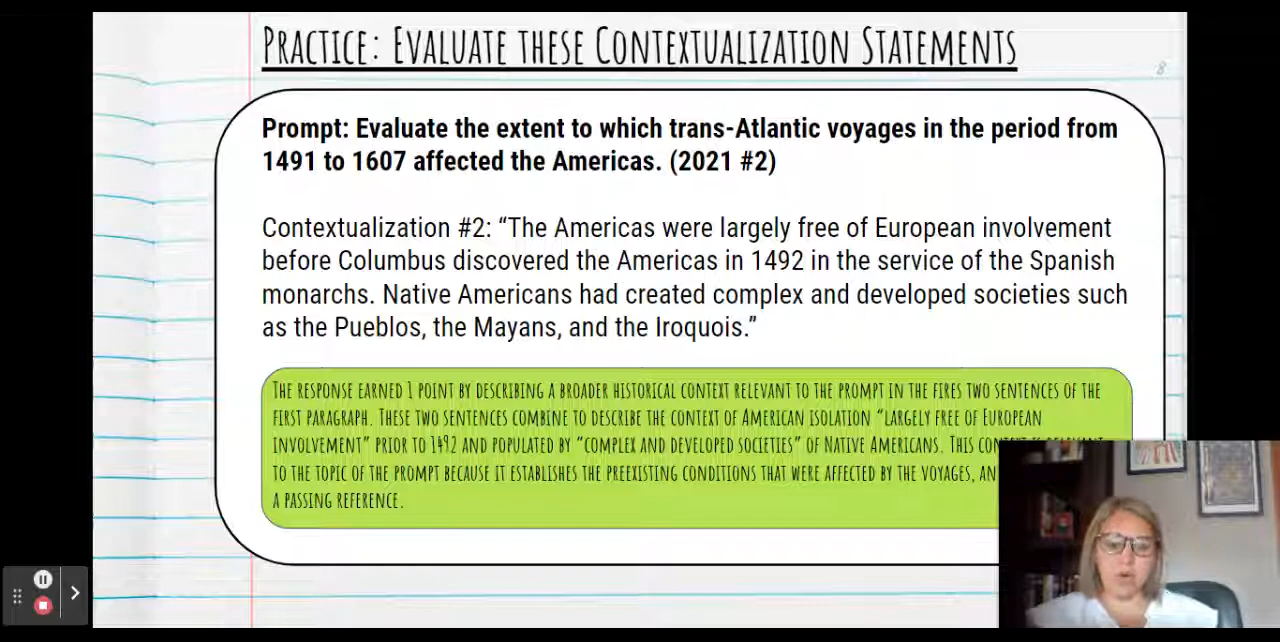 PRACTICE: EVALUATE THESE CONTEXTUALIZATION STATEMENTS
8
Prompt: Evaluate the extent to which trans-Atlantic voyages in the period from
1491 to 1607 affected the Americas. (2021 #2)
Contextualization #2: “The Americas were largely free of European involvement
before Columbus discovered the Americas in 1492 in the service of the Spanish
monarchs. Native Americans had created complex and developed societies such
as the Pueblos, the Mayans, and the Iroquois.”
THE RESPONSE EARNED 1 POINT BY DESCRIBING A BROADER HISTORICAL CONTEXT RELEVANT TO THE PROMPT IN THE FIRES TWO SENTENCES OF THE
FIRST PARAGRAPH. THESE TWO SENTENCES COMBINE TO DESCRIBE THE CONTEXT OF AMERICAN ISOLATION “LARGELY FREE OF EUROPEAN
INVOLVEMENT” PRIOR TO 1492 AND POPULATED BY “COMPLEX AND DEVELOPED SOCIETIES” OF NATIVE AMERICANS. THIS
TO THE TOPIC OF THE PROMPT BECAUSE IT ESTABLISHES THE PREEXISTING CONDITIONS THAT WERE AFFECTED BY THE VOYAGES,
A PASSING REFERENCE.